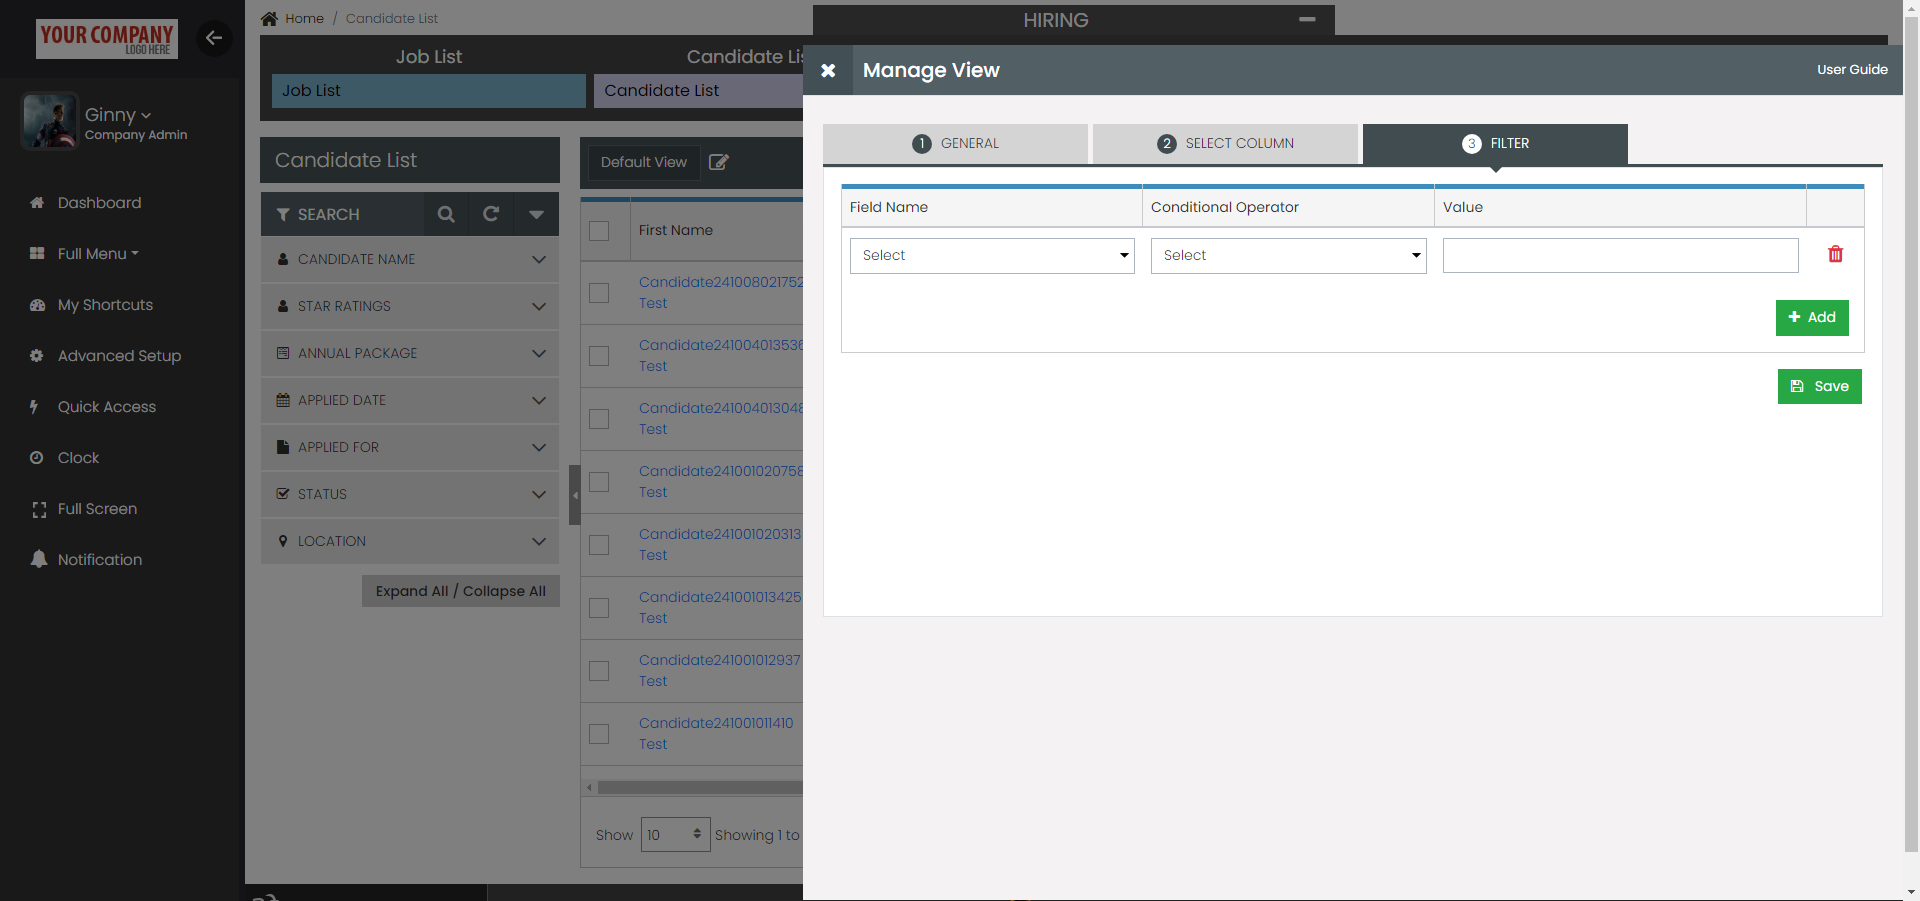 YOUR COMPANY
LOGO HERE
Ginny
Company Admin
Dashboard
Full Menu
My Shortcuts
Advanced Setup
Quick Access
Clock
Full Screen
Notification
Home / Candidate List
HIRING
Job List
Candidate Lis
Job List
Candidate List
Candidate List
SEARCH
CANDIDATE NAME
STAR RATINGS
ANNUAL PACKAGE
APPLIED DATE
APPLIED FOR
STATUS
LOCATION
Expand All / Collapse All
Default View
First Name
Candidate241008021752
Test
Candidate241004013536
Test
Candidate241004013048
Test
Candidate241001020758
Test
Candidate241001020313
Test
Candidate241001013425
Test
Candidate241001012937
Test
Candidate241001011410
Test
Show 10 Showing 1 to
Manage View
User Guide
1 GENERAL
2 SELECT COLUMN
3 FILTER
Field Name Conditional Operator Value
Select Select
+ Add
Save